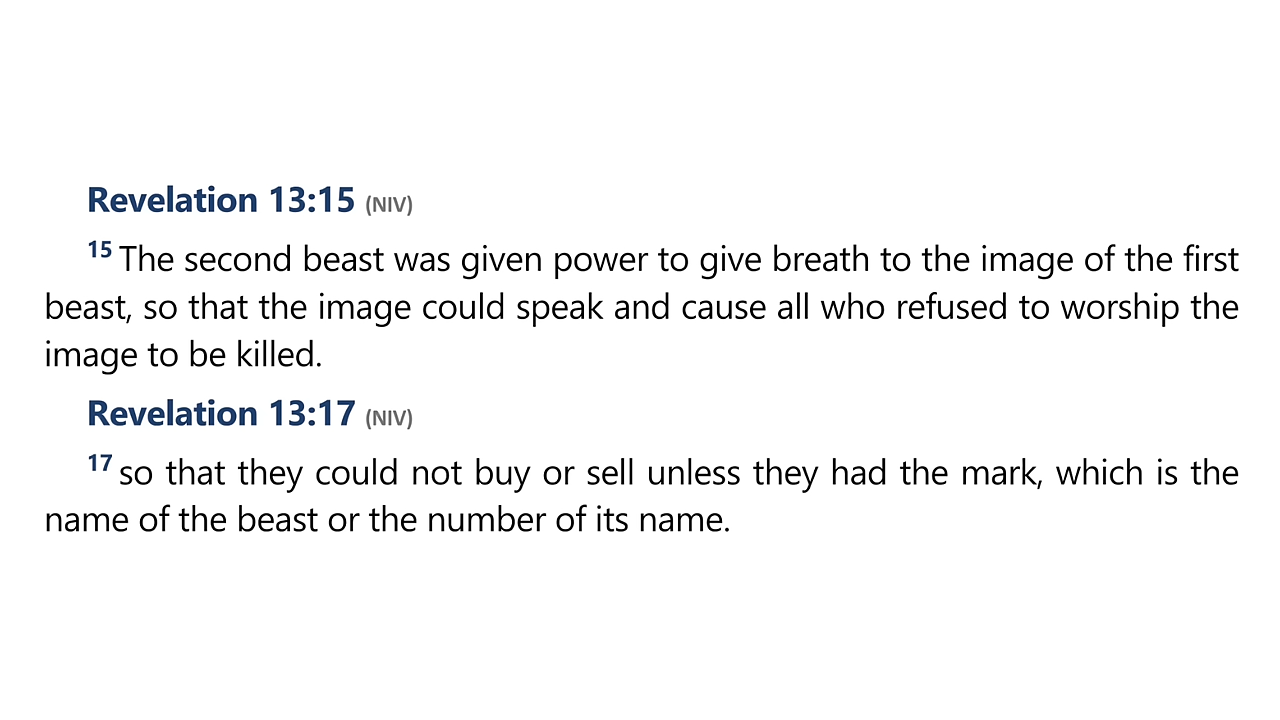 Revelation 13:15 (NIV)
15 The second beast was given power to give breath to the image of the first
beast, so that the image could speak and cause all who refused to worship the
image to be killed.
Revelation 13:17 (NIV)
17 so that they could not buy or sell unless they had the mark, which is the
name of the beast or the number of its name.